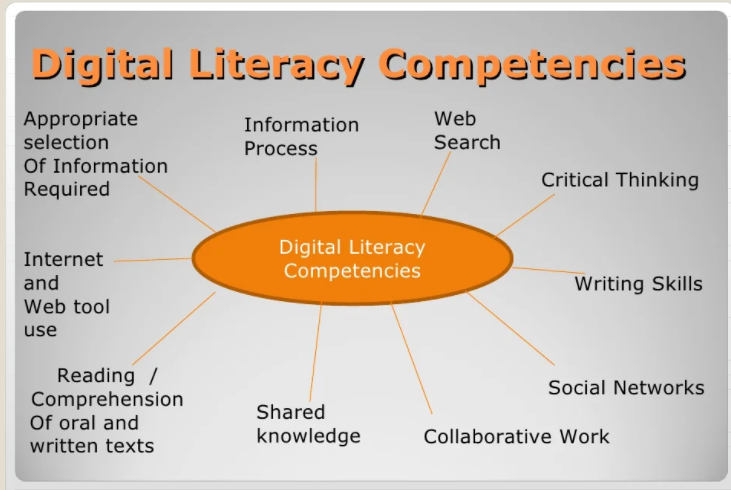 Digital Literacy Competencies
Appropriate
selection
Of Information
Required
Information
Process
Web
Search
Critical Thinking
Digital Literacy
Competencies
Internet
and
Web tool
use
Writing Skills
Reading / 
Comprehension
Of oral and
written texts
Shared
knowledge
Collaborative Work
Social Networks